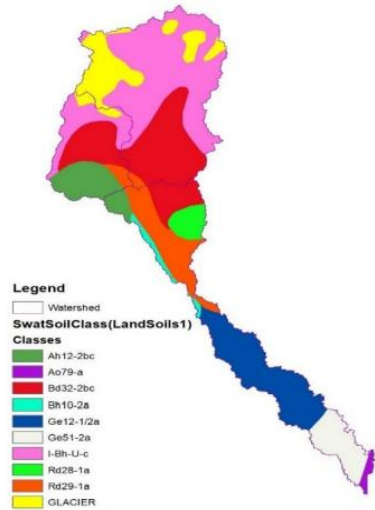 Legend
Watershed
SwatSoilClass(LandSoils1)
Classes
Ah12-2bc
Ao79-a
Bd32-2bc
Bh10-2a
Ge12-1/2a
Ge51-2a
I-Bh-U-c
Rd28-1a
Rd29-1a
GLACIER